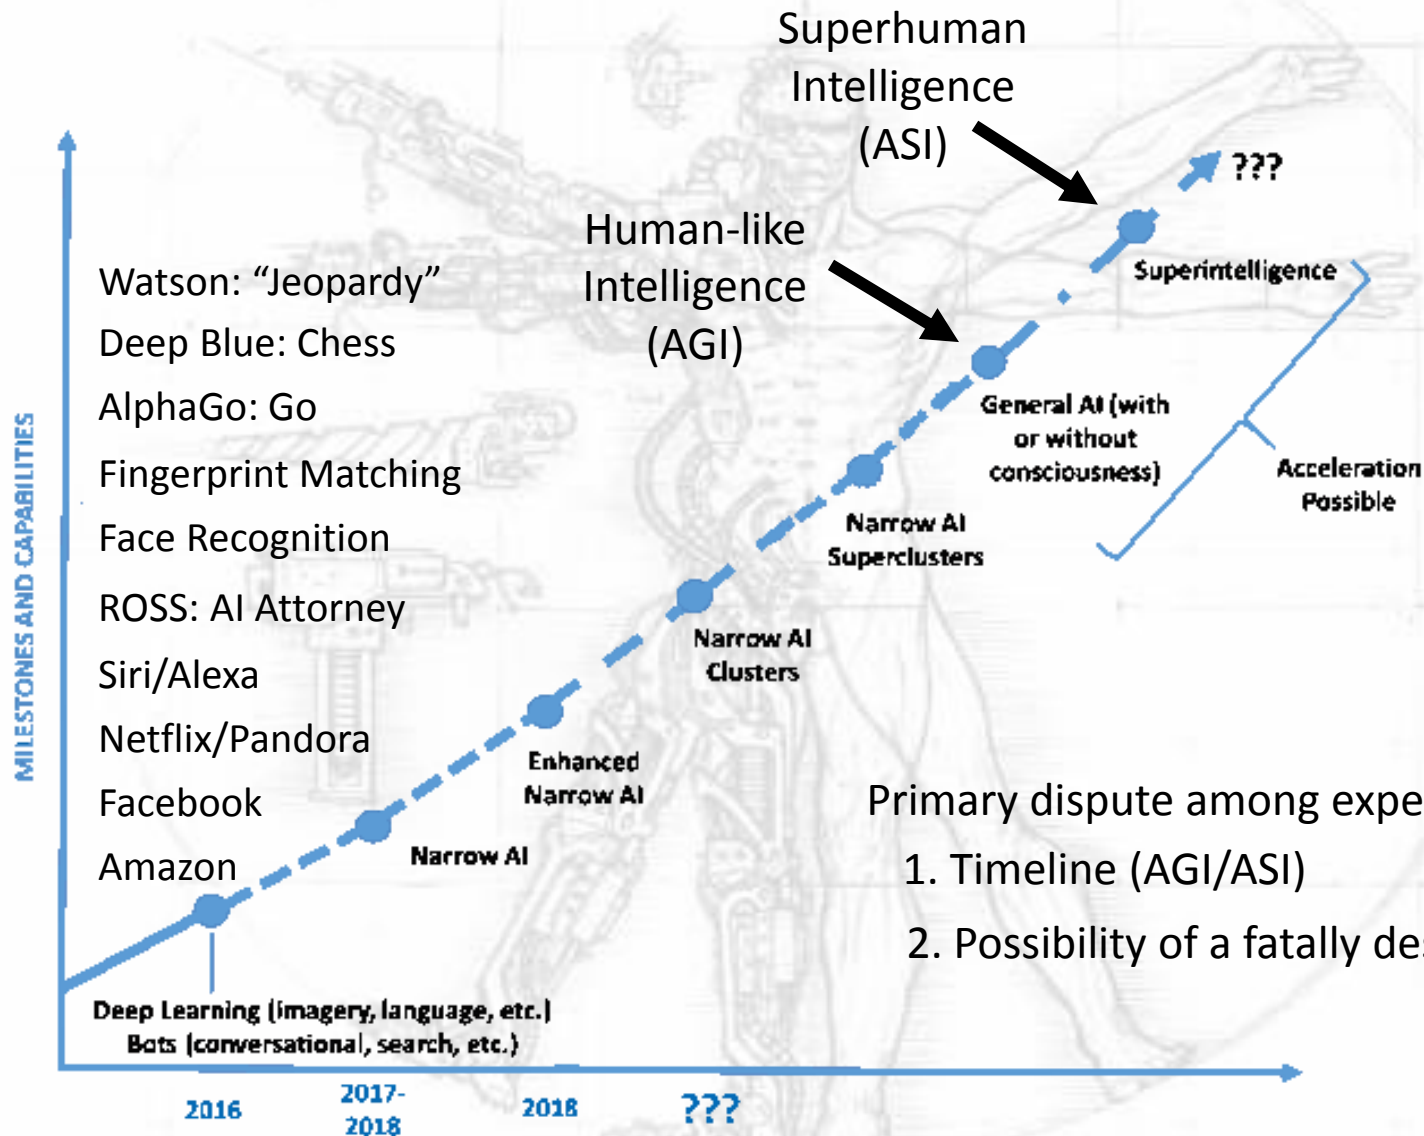 Superhuman
Intelligence
(ASI)
???
Human-like
Intelligence
(AGI)
Superintelligence
Watson: “Jeopardy”
Deep Blue: Chess
AlphaGo: Go
Fingerprint Matching
Face Recognition
ROSS: AI Attorney
Siri/Alexa
Netflix/Pandora
Facebook
Amazon
General AI (with
or without
consciousness)
Acceleration
Possible
Narrow AI
Superclusters
Narrow AI
Clusters
Enhanced
Narrow AI
Narrow AI
MILESTONES AND CAPABILITIES
Primary dispute among
1. Timeline (AGI/ASI)
2. Possibility of a fatally
Deep Learning (imagery, language, etc.)
Bots (conversational, search, etc.)
2016
2017-
2018
2018
???